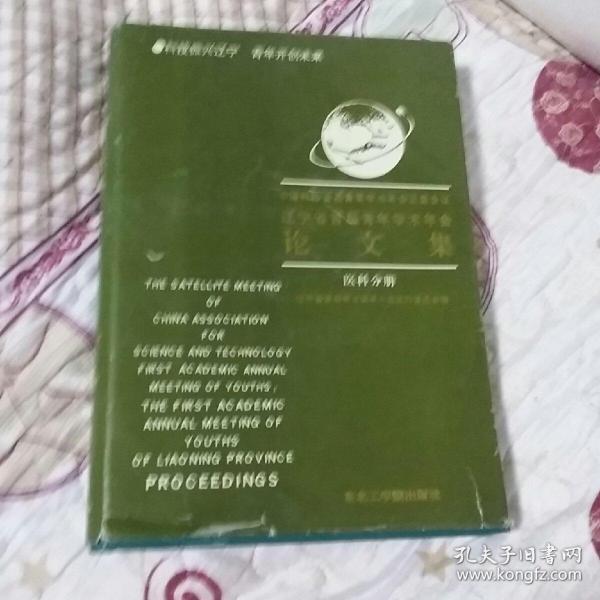 科技振兴辽宁 青年开创未来
辽宁省首届青年学术年会
论文集
医科分册
THE SATELLITE MEETING
OF
CHINA ASSOCIATION
FOR
SCIENCE AND TECHNOLOGY
FIRST ACADEMIC ANNUAL
MEETING OF YOUTHS,
THE FIRST ACADEMIC
ANNUAL MEETING OF
YOUTHS
OF LIAONING PROVINCE
PROCEEDINGS
东北工学院出版社
孔夫子旧书网
www.kongfz.com